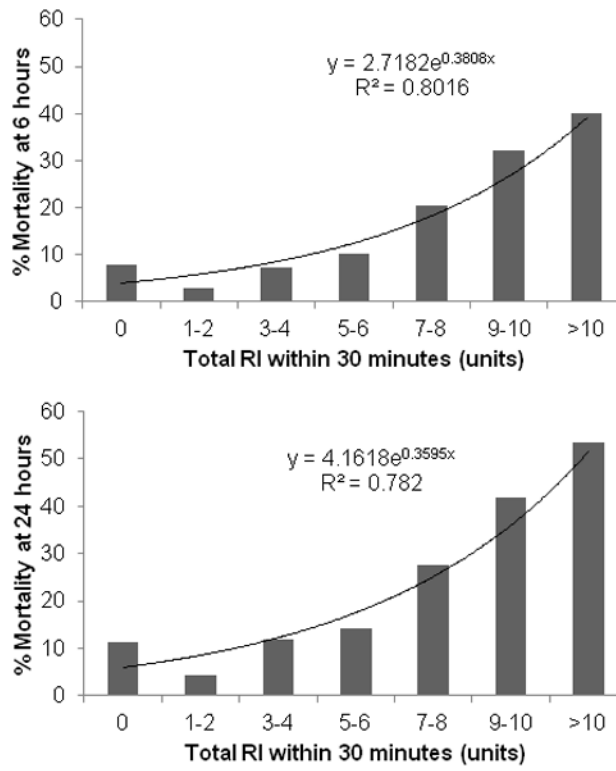 60
50
40
30
20
10
0
% Mortality at 6 hours
y = 2.7182e^0.3808x
R² = 0.8016
0 1-2 3-4 5-6 7-8 9-10 >10
Total RI within 30 minutes (units)
60
50
40
30
20
10
0
% Mortality at 24 hours
y = 4.1618e^0.3595x
R² = 0.782
0 1-2 3-4 5-6 7-8 9-10 >10
Total RI within 30 minutes (units)